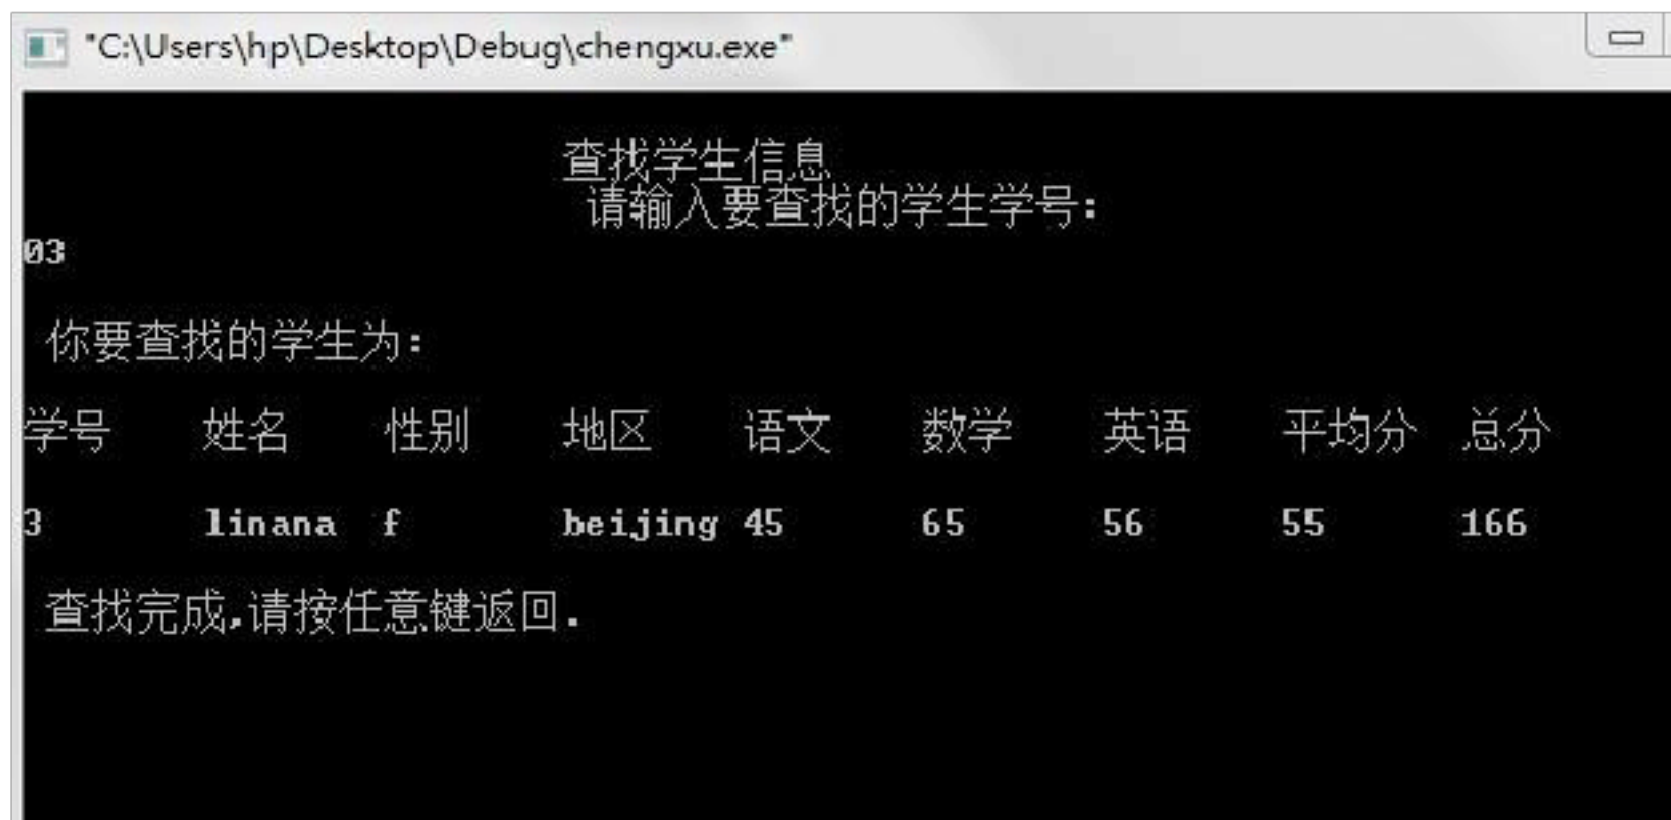 "C:\Users\hp\Desktop\Debug\chengxu.exe"
查找学生信息
请输入要查找的学生学号:
03
你要查找的学生为:
学号 姓名 性别 地区 语文 数学 英语 平均分 总分
3 linana f beijing 45 65 56 55 166
查找完成,请按任意键返回.